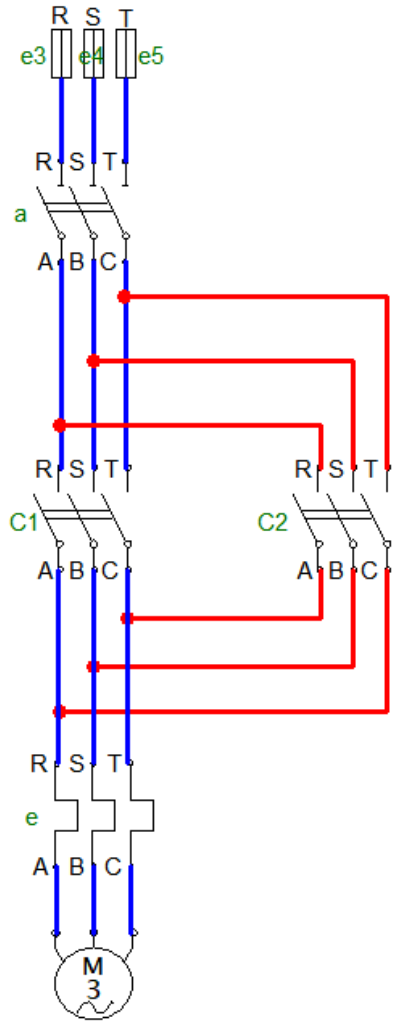 R S T
e3 e4 e5
R S T
a
A B C
R S T R S T
C1 C2
A B C A B C
R S T
e
A B C
M
3